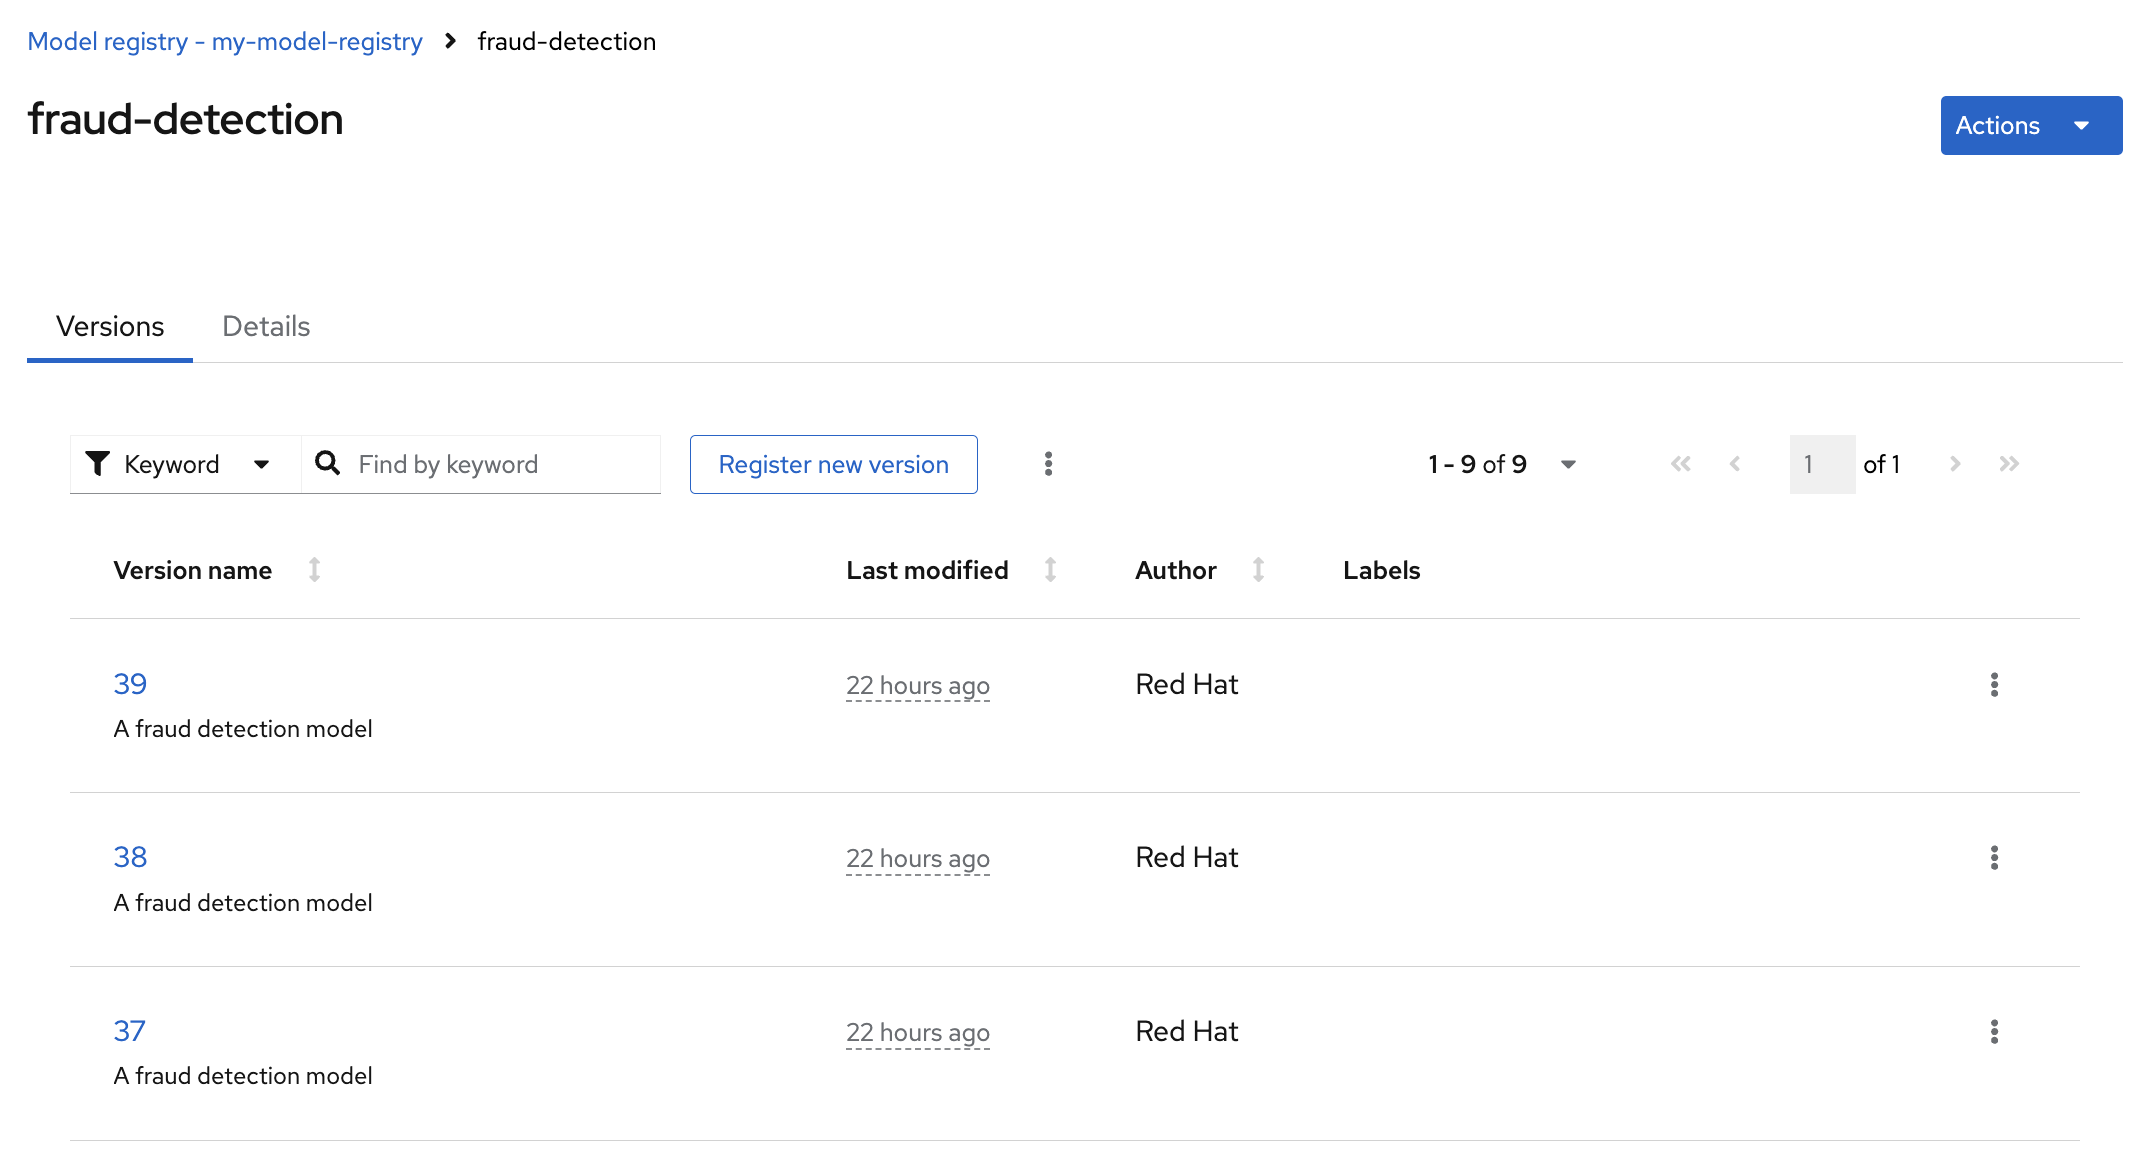 Model registry - my-model-registry > fraud-detection
fraud-detection
Actions
Versions Details
Keyword Find by keyword Register new version 1 - 9 of 9 1 of 1
Version name Last modified Author Labels
39 22 hours ago Red Hat
A fraud detection model
38 22 hours ago Red Hat
A fraud detection model
37 22 hours ago Red Hat
A fraud detection model